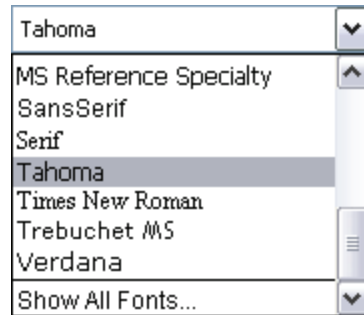 Tahoma
MS Reference Specialty
SansSerif
Serif
Tahoma
Times New Roman
Trebuchet MS
Verdana
Show All Fonts...